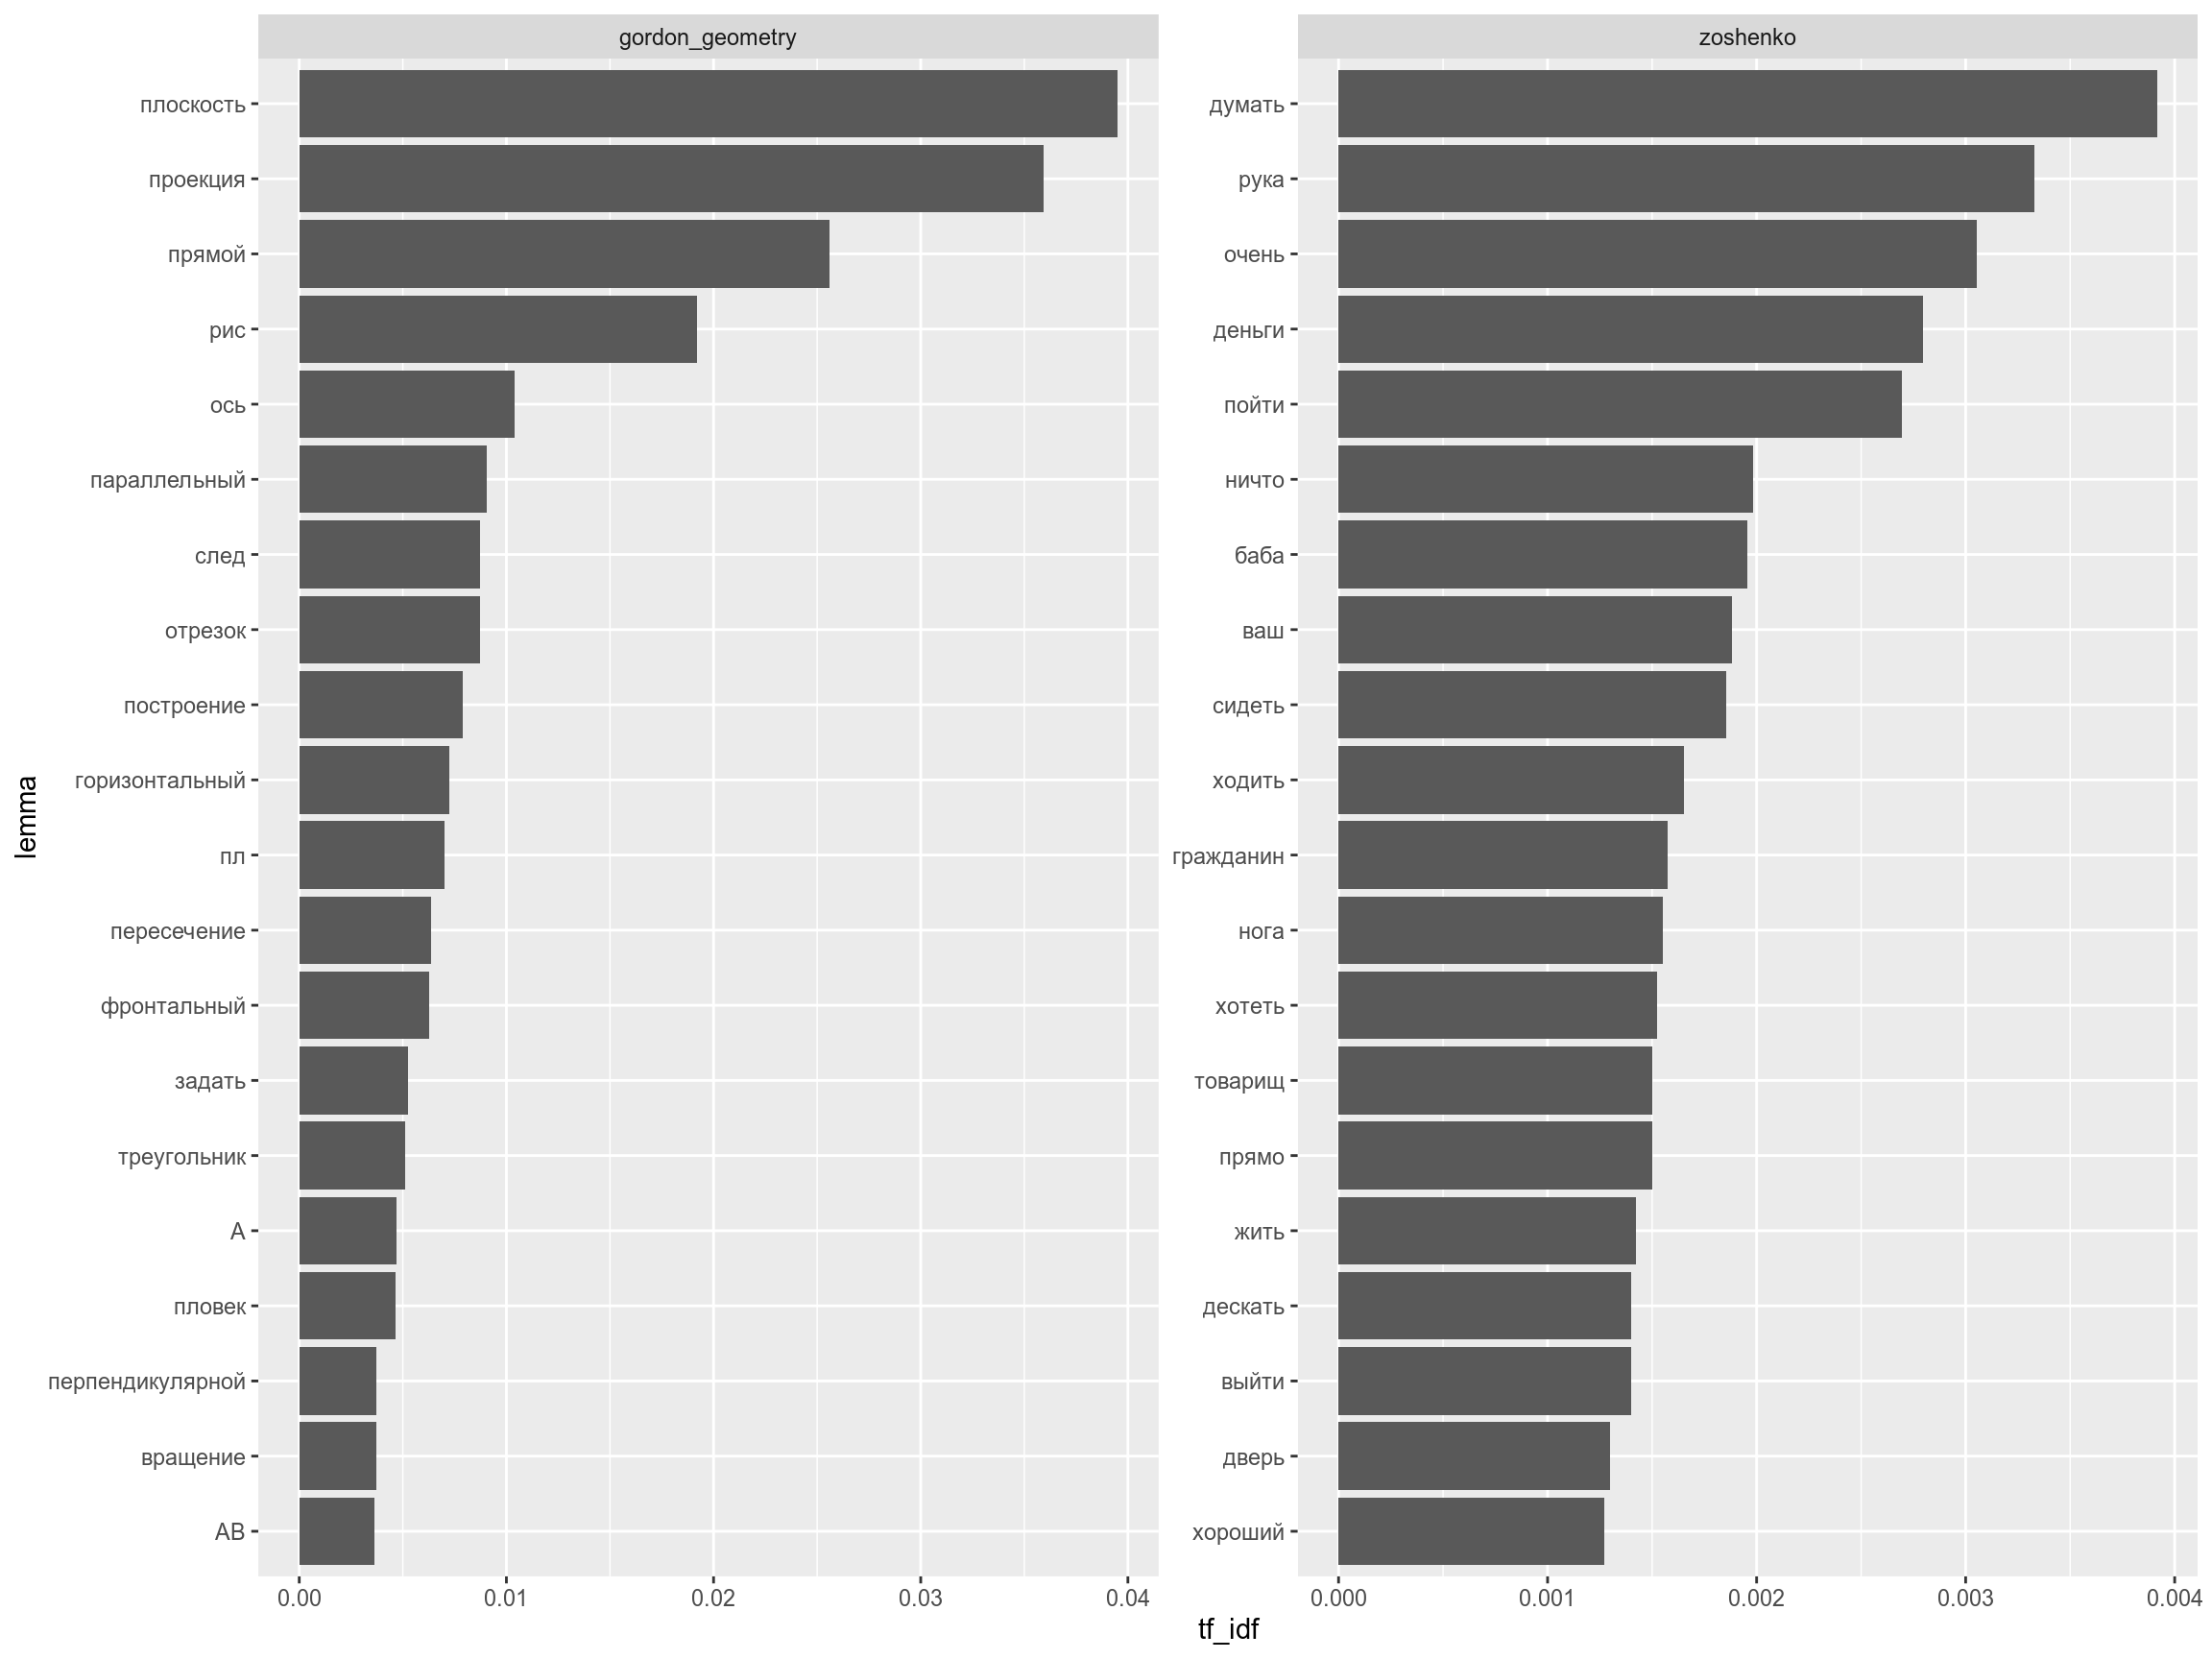 gordon_geometry
плоскость
проекция
прямой
рис
ось
параллельный
след
отрезок
построение
горизонтальный
пл
пересечение
фронтальный
задать
треугольник
А
пловек
перпендикулярной
вращение
АВ
0.00 0.01 0.02 0.03 0.04
zoshenko
думать
рука
очень
деньги
пойти
ничто
баба
ваш
сидеть
ходить
гражданин
нога
хотеть
товарищ
прямо
жить
дескать
выйти
дверь
хороший
0.000 0.001 0.002 0.003 0.004
lemma
tf_idf